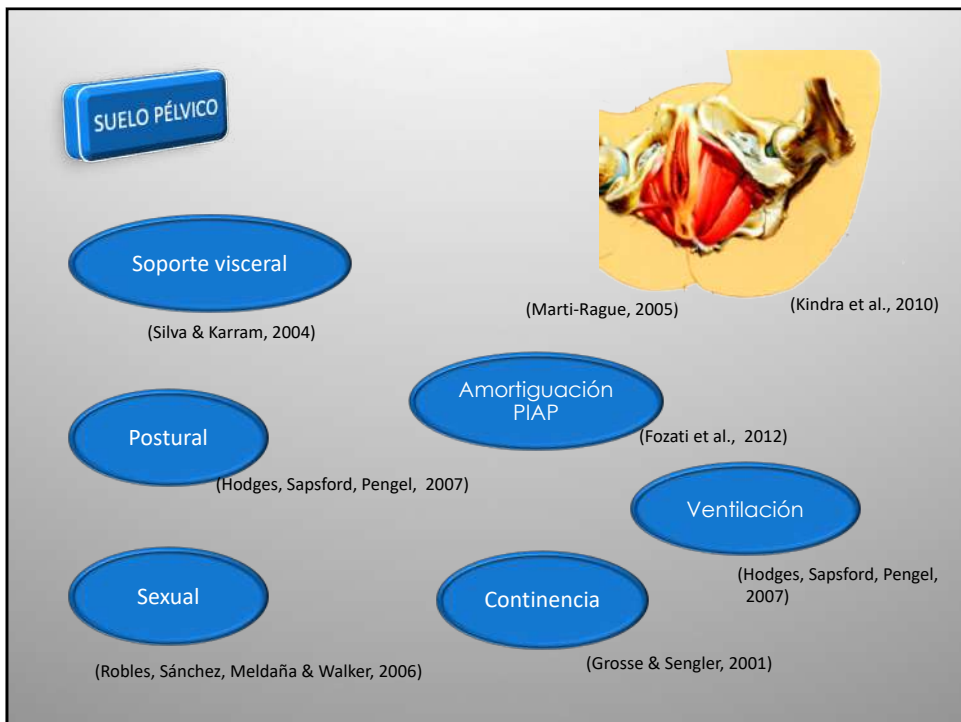 SUELO PÉLVICO
Soporte visceral
(Silva & Karram, 2004)
(Marti-Rague, 2005)
(Kindra et al., 2010)
Amortiguación
PIAP
(Fozati et al., 2012)
Postural
(Hodges, Sapsford, Pengel, 2007)
Ventilación
(Hodges, Sapsford, Pengel,
2007)
Sexual
(Robles, Sánchez, Meldaña & Walker, 2006)
Continencia
(Grosse & Sengler, 2001)